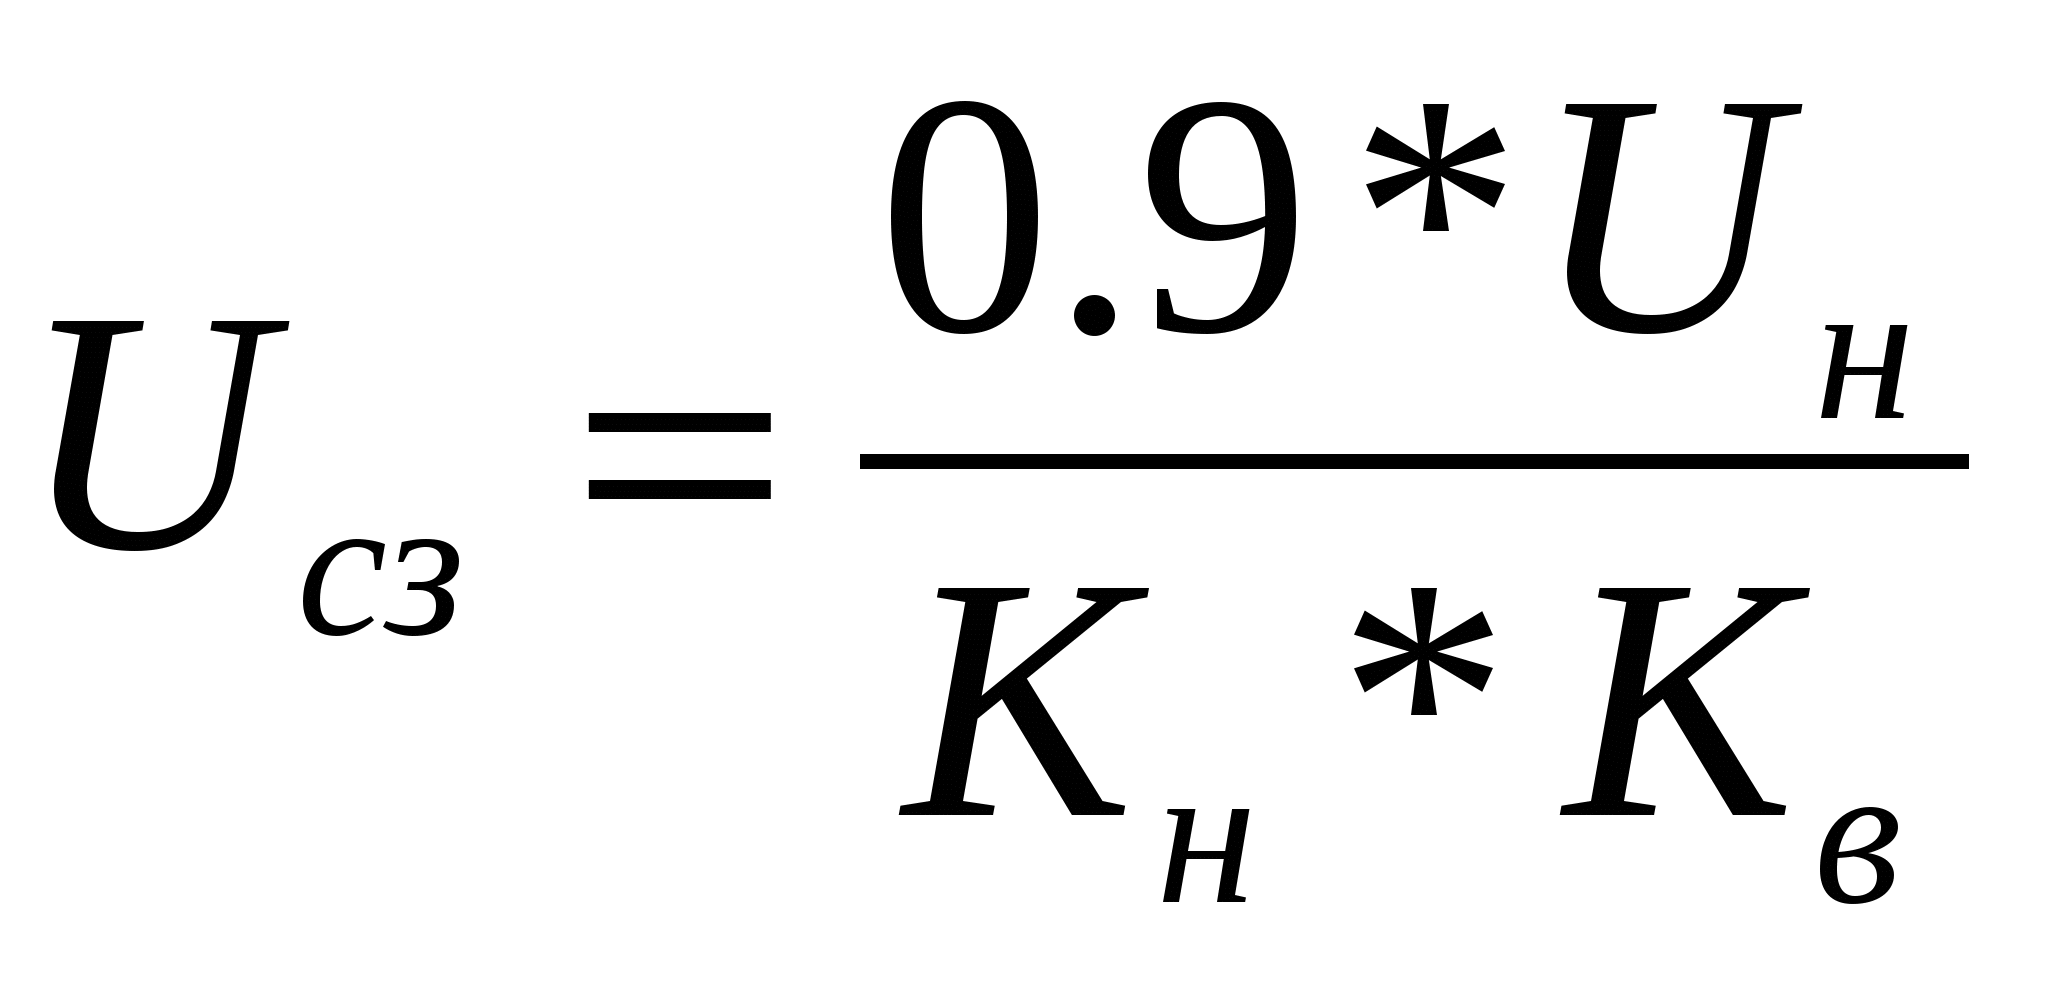 U_сз = (0.9*U_н) / (K_н * K_в)